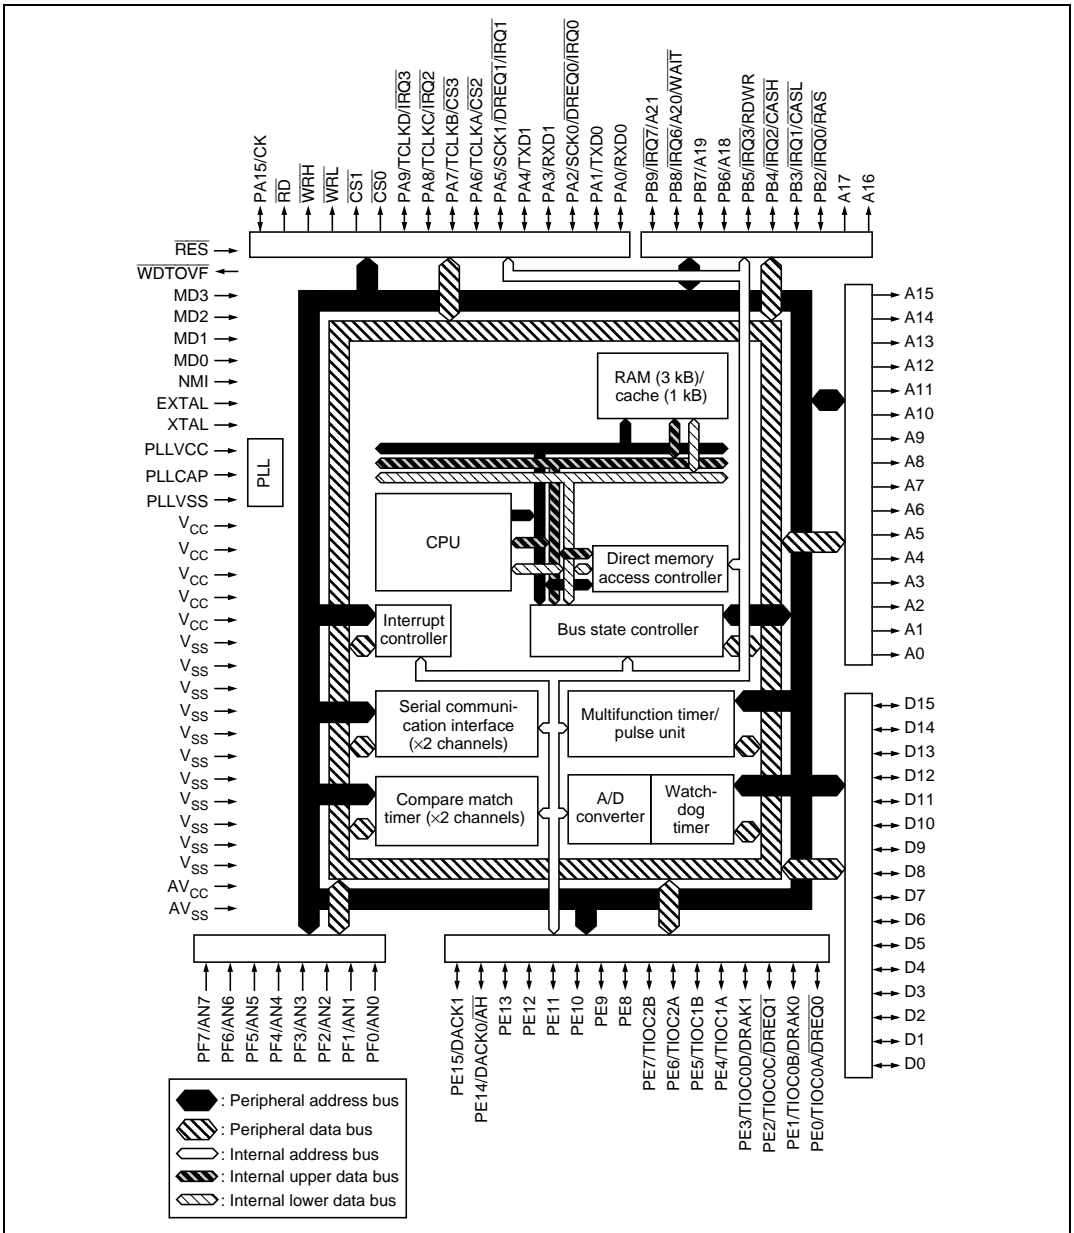 PA15/CK
RD
WRH
WRL
CS1
CS0
PA9/TCLKD/IRQ3
PA8/TCLKC/IRQ2
PA7/TCLKB/CS3
PA6/TCLKA/CS2
PA5/SCK1/DREQ1/IRQ1
PA4/TXD1
PA3/RXD1
PA2/SCK0/DREQ0/IRQ0
PA1/TXD0
PA0/RXD0
PB9/IRQ7/A21
PB8/IRQ6/A20/WAIT
PB7/A19
PB6/A18
PB5/IRQ3/RDWR
PB4/IRQ2/CASH
PB3/IRQ1/CASL
PB2/IRQ0/RAS
A17
A16
RES
WDTOVF
MD3
MD2
MD1
MD0
NMI
EXTAL
XTAL
PLLVCC
PLLCAP
PLLVSS
VCC
VCC
VCC
VCC
VCC
VSS
VSS
VSS
VSS
VSS
VSS
VSS
VSS
VSS
VSS
VSS
AVCC
AVSS
PLL
RAM (3 kB)/
cache (1 kB)
CPU
Direct memory
access controller
Interrupt
controller
Bus state controller
Serial communi-
cation interface
(×2 channels)
Multifunction timer/
pulse unit
Compare match
timer (×2 channels)
A/D
converter
Watch-
dog
timer
A15
A14
A13
A12
A11
A10
A9
A8
A7
A6
A5
A4
A3
A2
A1
A0
D15
D14
D13
D12
D11
D10
D9
D8
D7
D6
D5
D4
D3
D2
D1
D0
PF7/AN7
PF6/AN6
PF5/AN5
PF4/AN4
PF3/AN3
PF2/AN2
PF1/AN1
PF0/AN0
PE15/DACK1
PE14/DACK0/AH
PE13
PE12
PE11
PE10
PE9
PE8
PE7/TIOC2B
PE6/TIOC2A
PE5/TIOC1B
PE4/TIOC1A
PE3/TIOC0D/DRAK1
PE2/TIOC0C/DREQ1
PE1/TIOC0B/DRAK0
PE0/TIOC0A/DREQ0
: Peripheral address bus
: Peripheral data bus
: Internal address bus
: Internal upper data bus
: Internal lower data bus